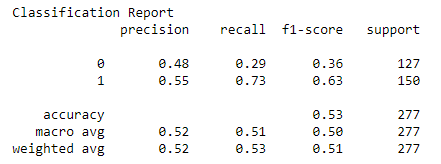 Classification Report
precision recall f1-score support
0 0.48 0.29 0.36 127
1 0.55 0.73 0.63 150
accuracy 0.53 277
macro avg 0.52 0.51 0.50 277
weighted avg 0.52 0.53 0.51 277